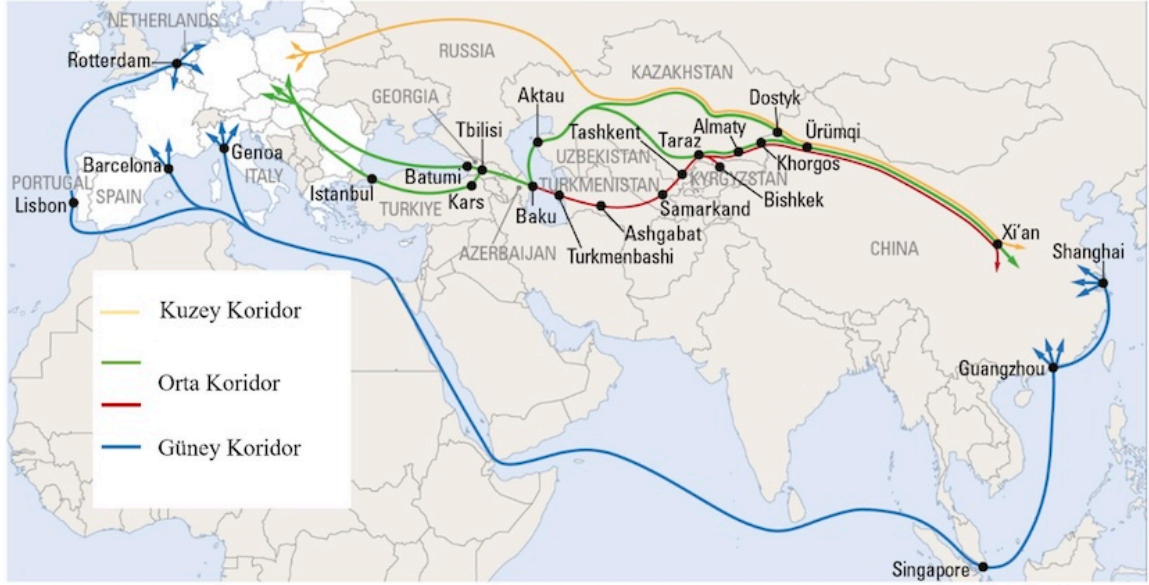 NETHERLANDS
Rotterdam
RUSSIA
KAZAKHSTAN
GEORGIA
Aktau
Dostyk
Tbilisi
Tashkent
Taraz
Almaty
Ürümqi
Barcelona
Genoa
ITALY
UZBEKISTAN
Khorgos
PORTUGAL
SPAIN
Lisbon
Istanbul
Batumi
Kars
TURKIYE
TURKMENISTAN
KYRGYZSTAN
Bishkek
Baku
Samarkand
Ashgabat
AZERBAIJAN
Turkmenbashi
CHINA
Xi'an
Shanghai
Kuzey Koridor
Orta Koridor
Güney Koridor
Guangzhou
Singapore